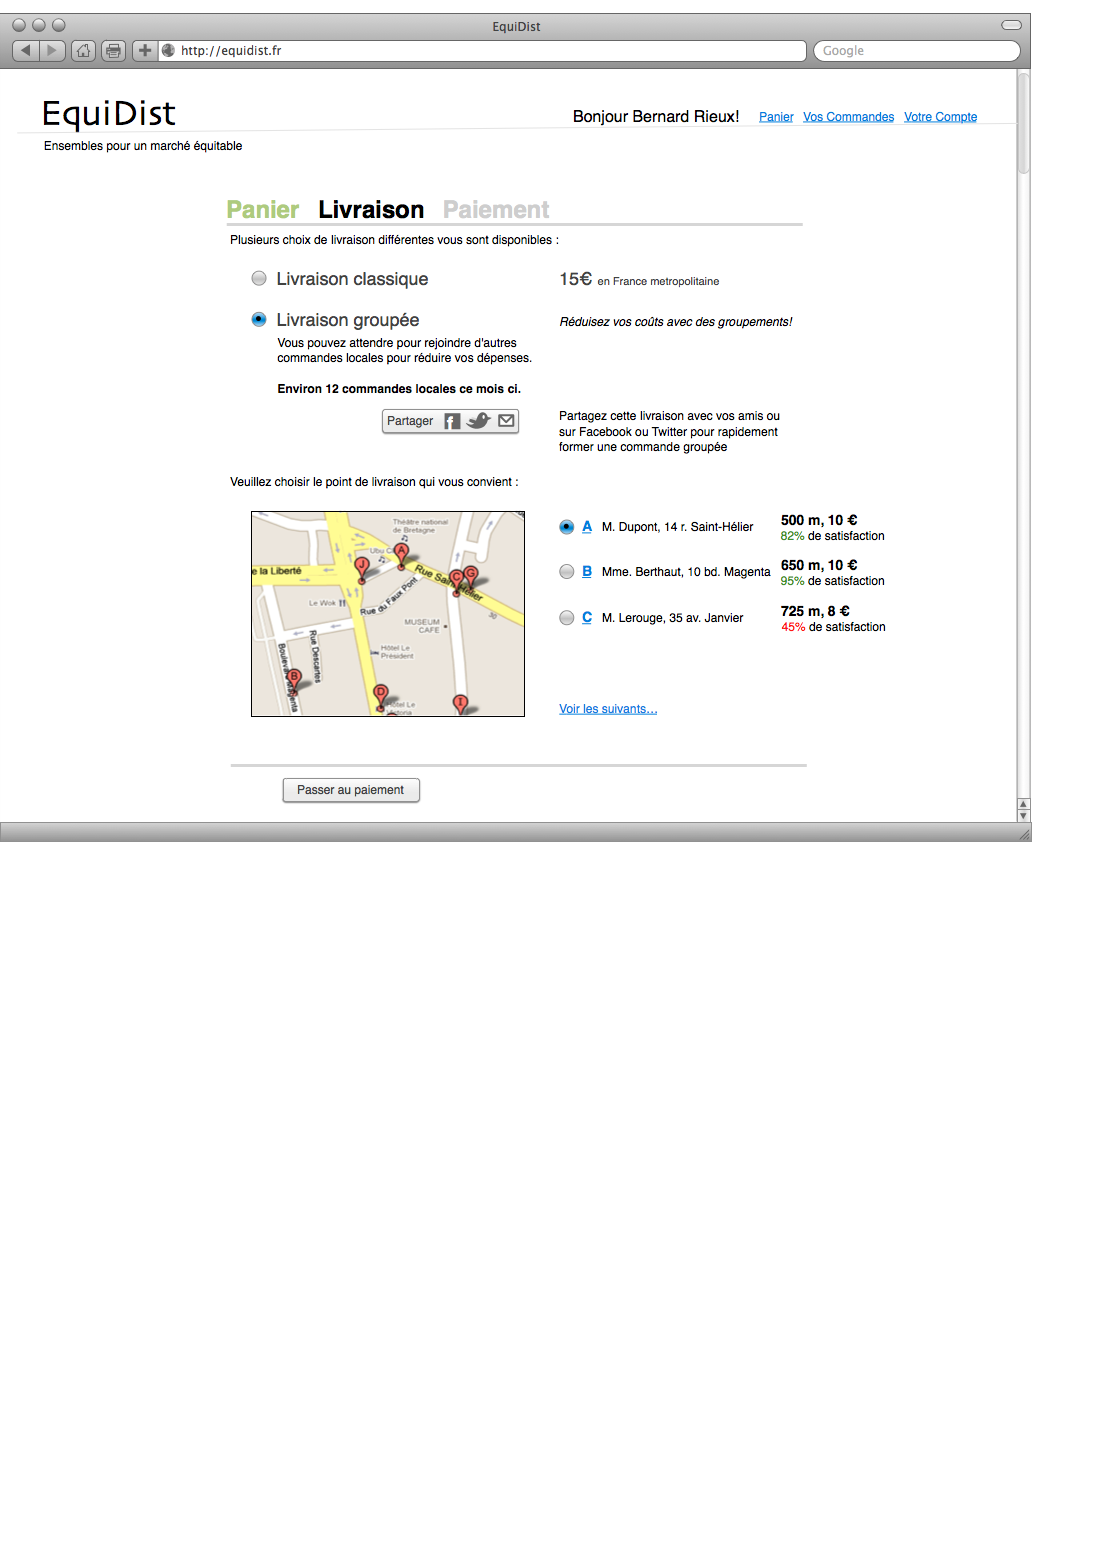 EquiDist
http://equidist.fr
Google
EquiDist
Bonjour Bernard Rieux! Panier Vos Commandes Votre Compte
Ensembles pour un marché équitable
Panier Livraison Paiement
Plusieurs choix de livraison différentes vous sont disponibles :
Livraison classique
15€ en France metropolitaine
Livraison groupée
Réduisez vos coûts avec des groupements!
Vous pouvez attendre pour rejoindre d'autres
commandes locales pour réduire vos dépenses.
Environ 12 commandes locales ce mois ci.
Partager f
Partagez cette livraison avec vos amis ou
sur Facebook ou Twitter pour rapidement
former une commande groupée
Veuillez choisir le point de livraison qui vous convient :
Théâtre national
de Bretagne
Ubu
A
J
e la Liberté
C G
Rue Saint-Hélier
Le Wok
Rue du Faux Pont
30
MUSEUM
CAFE
Rue Descartes
Boulevard Magenta
Hôtel Le
Président
B
D
I
Hôtel Le
A M. Dupont, 14 r. Saint-Hélier
500 m, 10 €
82% de satisfaction
B Mme. Berthaut, 10 bd. Magenta
650 m, 10 €
95% de satisfaction
C M. Lerouge, 35 av. Janvier
725 m, 8 €
45% de satisfaction
Voir les suivants...
Passer au paiement